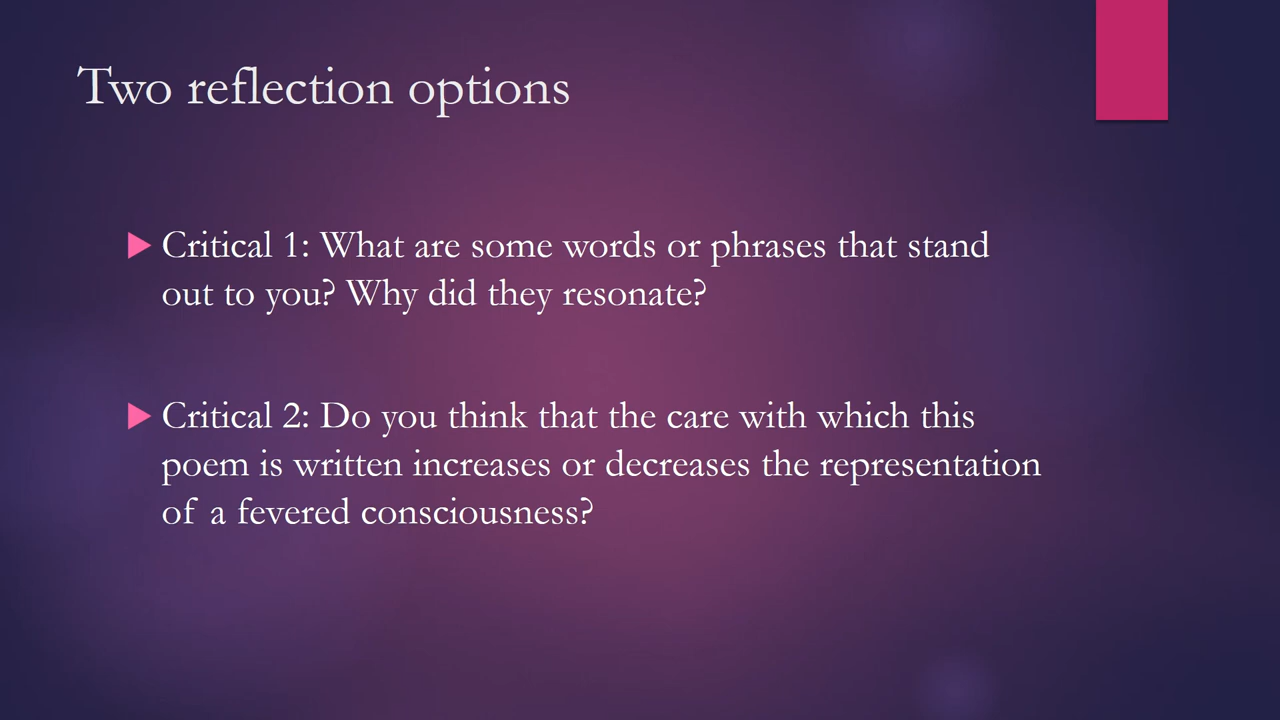 Two reflection options
Critical 1: What are some words or phrases that stand
out to you? Why did they resonate?
Critical 2: Do you think that the care with which this
poem is written increases or decreases the representation
of a fevered consciousness?